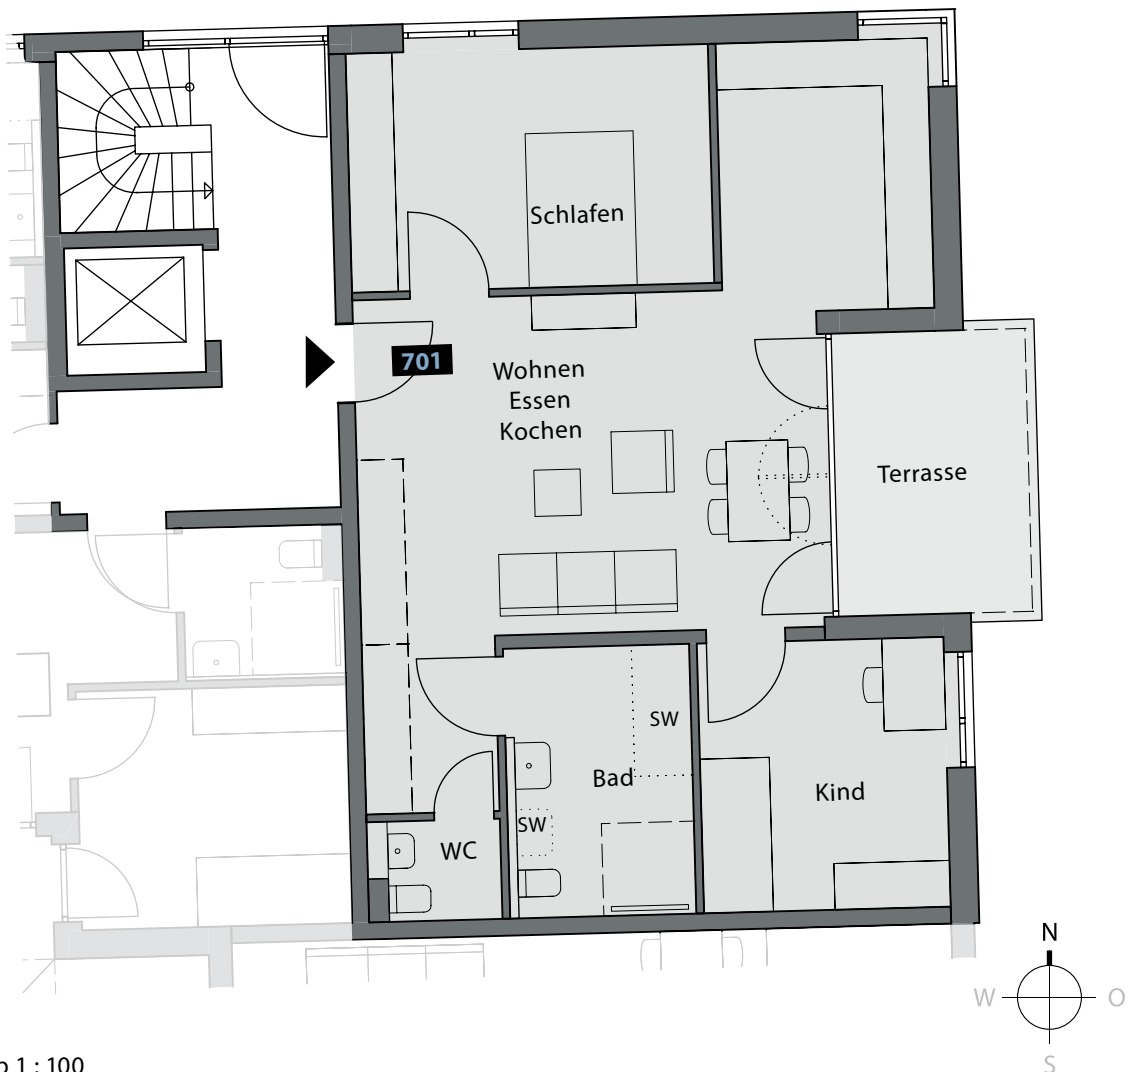 Schlafen
701
Wohnen
Essen
Kochen
Terrasse
SW
Bad
Kind
SW
WC
N
W
O
S
1 : 100